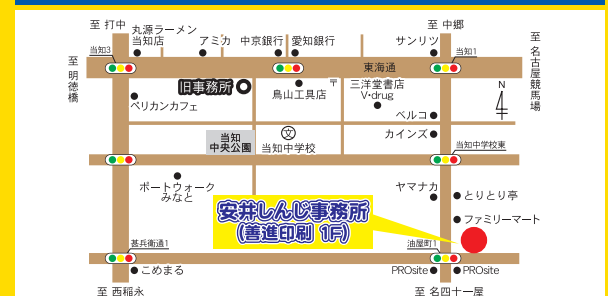 至 打中
至 中郷
丸源ラーメン
当知店
アミカ
中京銀行
愛知銀行
サンリツ
当知3
当知1
至 明徳橋
至 名古屋競馬場
東海通
旧事務所
ペリカンカフェ
鳥山工具店
〒
三洋堂書店
V・drug
N
ベルコ
カインズ
当知
中央公園
文
当知中学校
当知中学校東
ポートウォーク
みなと
ヤマナカ
とりとり亭
安井しんじ事務所
(善進印刷 1F)
ファミリーマート
甚兵衛通1
油屋町1
こめまる
PROsite
PROsite
至 西稲永
至 名四十一屋